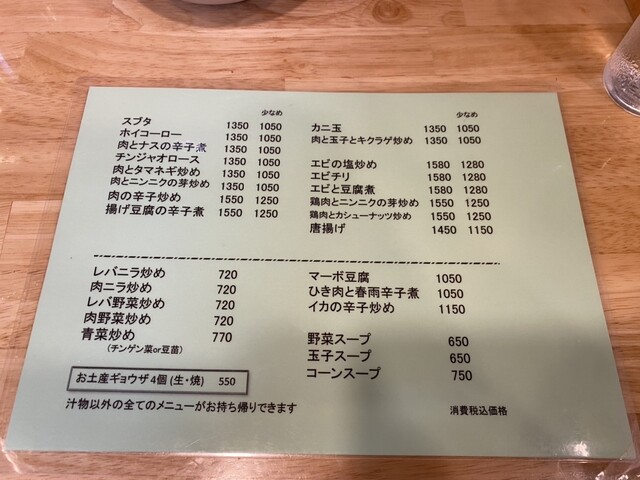 少なめ
スブタ 1350 1050
ホイコーロー 1350 1050
肉とナスの辛子煮 1350 1050
チンジャオロース 1350 1050
肉とタマネギ炒め 1350 1050
肉とニンニクの芽炒め 1350 1050
肉の辛子炒め 1550 1250
揚げ豆腐の辛子煮 1550 1250
少なめ
カニ玉 1350 1050
肉と玉子とキクラゲ炒め 1350 1050
エビの塩炒め 1580 1280
エビチリ 1580 1280
エビと豆腐煮 1580 1280
鶏肉とニンニクの芽炒め 1550 1250
鶏肉とカシューナッツ炒め 1550 1250
唐揚げ 1450 1150
レバニラ炒め 720
肉ニラ炒め 720
レバ野菜炒め 720
肉野菜炒め 720
青菜炒め 770
(チンゲン菜or豆苗)
マーボ豆腐 1050
ひき肉と春雨辛子煮 1050
イカの辛子炒め 1150
野菜スープ 650
玉子スープ 650
コーンスープ 750
お土産ギョウザ4個(生・焼) 550
汁物以外の全てのメニューがお持ち帰りできます
消費税込価格